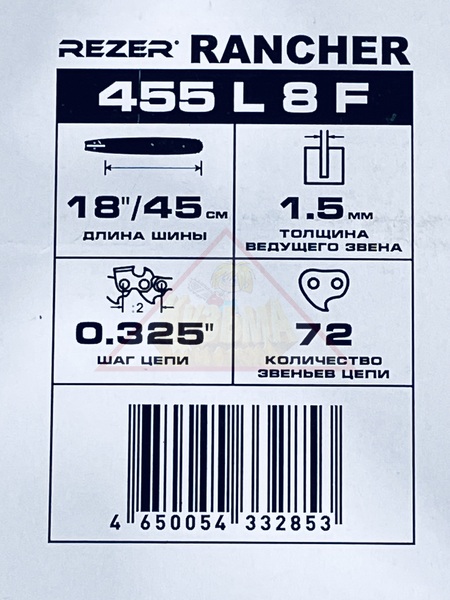 REZER® RANCHER
455 L 8 F
18"/45 см
ДЛИНА ШИНЫ
1.5 мм
ТОЛЩИНА
ВЕДУЩЕГО ЗВЕНА
:2
0.325"
ШАГ ЦЕПИ
72
КОЛИЧЕСТВО
ЗВЕНЬЕВ ЦЕПИ
4 650054 332853